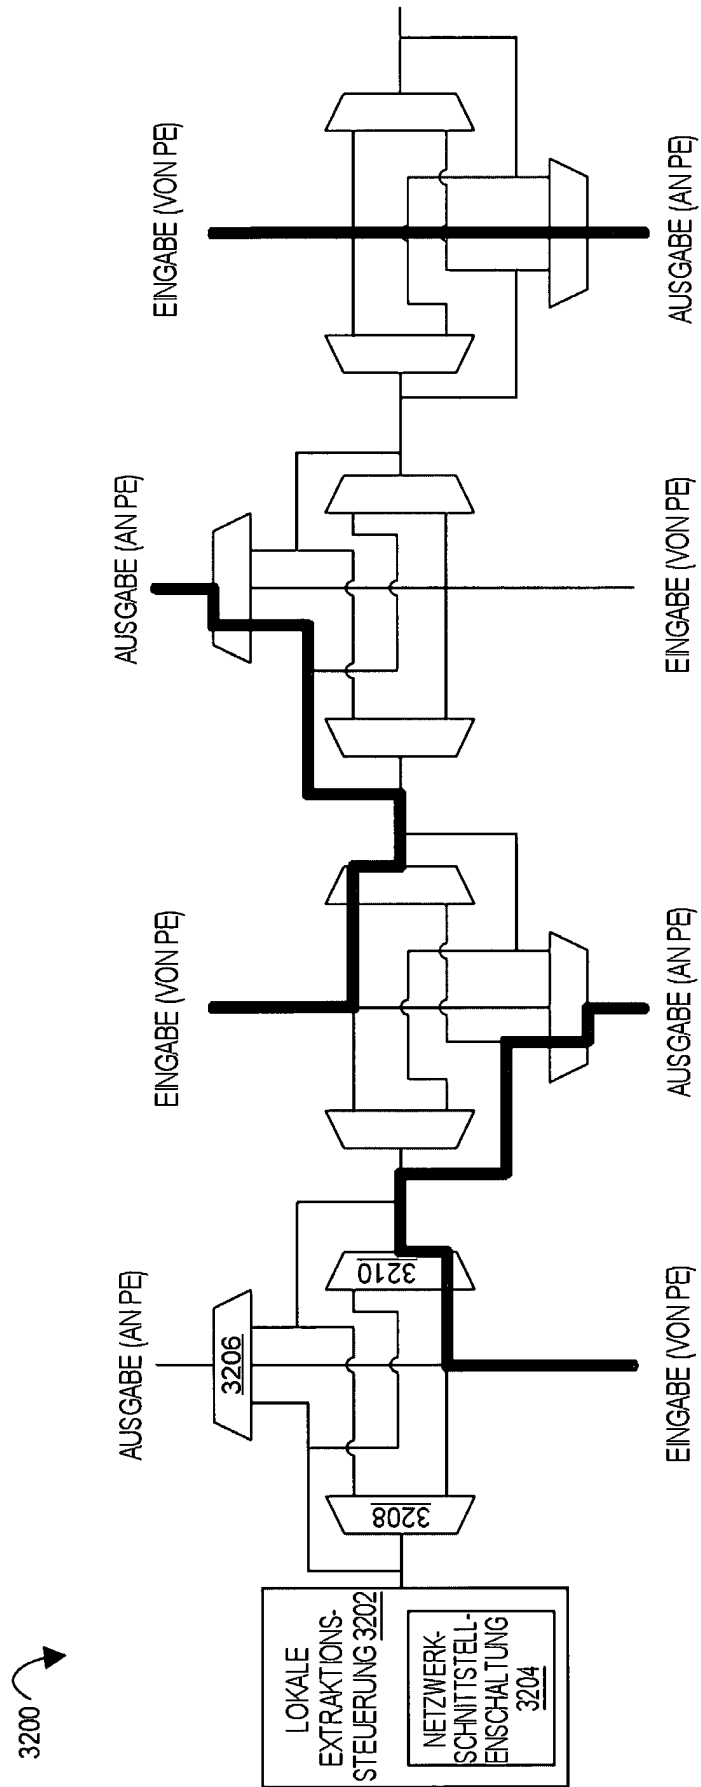 3200
LOKALE
EXTRAKTIONS-
STEUERUNG 3202
NETZWERK-
SCHNITTSTELL-
ENSCHALTUNG
3204
AUSGABE (AN PE)
EINGABE (VON PE)
AUSGABE (AN PE)
EINGABE (VON PE)
3206
3208
3210
EINGABE (VON PE)
AUSGABE (AN PE)
EINGABE (VON PE)
AUSGABE (AN PE)